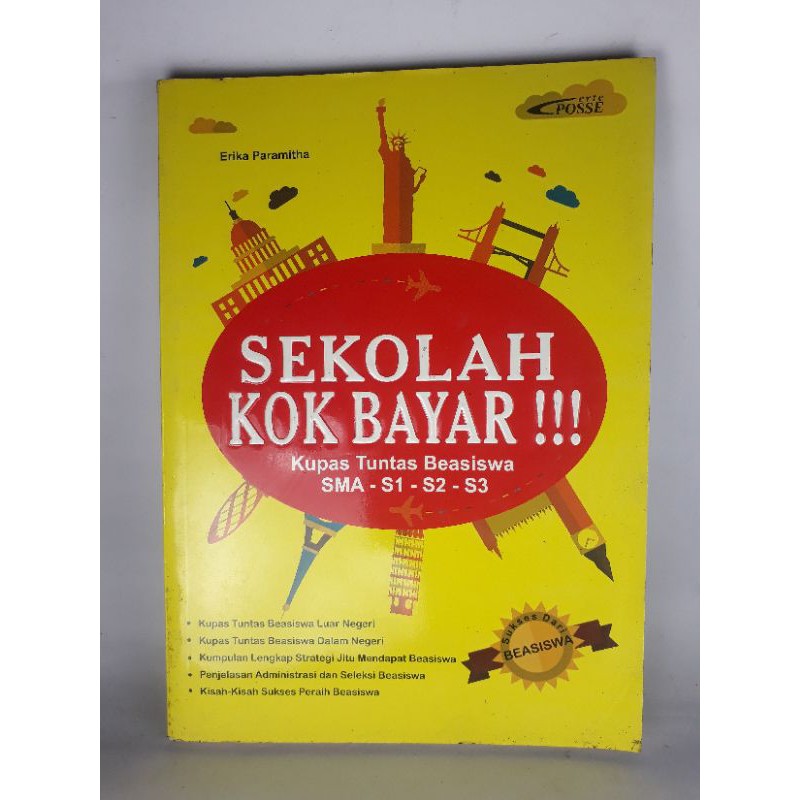 erte
POSSE
Erika Paramitha
SEKOLAH
KOK BAYAR !!!
Kupas Tuntas Beasiswa
SMA - S1 - S2 - S3
• Kupas Tuntas Beasiswa Luar Negeri
• Kupas Tuntas Beasiswa Dalam Negeri
• Kumpulan Lengkap Strategi Jitu Mendapat Beasiswa
• Penjelasan Administrasi dan Seleksi Beasiswa
• Kisah-Kisah Sukses Peraih Beasiswa
Sukses Dari
BEASISWA